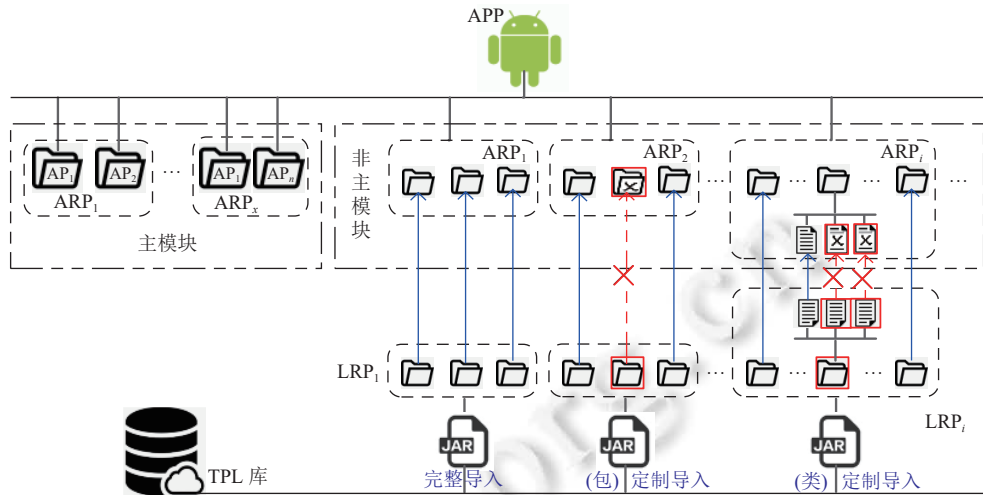 APP
AP1 AP2 … AP1 APn
ARP1
ARPx
主模块
非主模块
ARP1
ARP2
ARPi
… … … …
LRP1
… … …
LRPi
JAR
JAR
JAR
TPL 库
完整导入
(包) 定制导入
(类) 定制导入